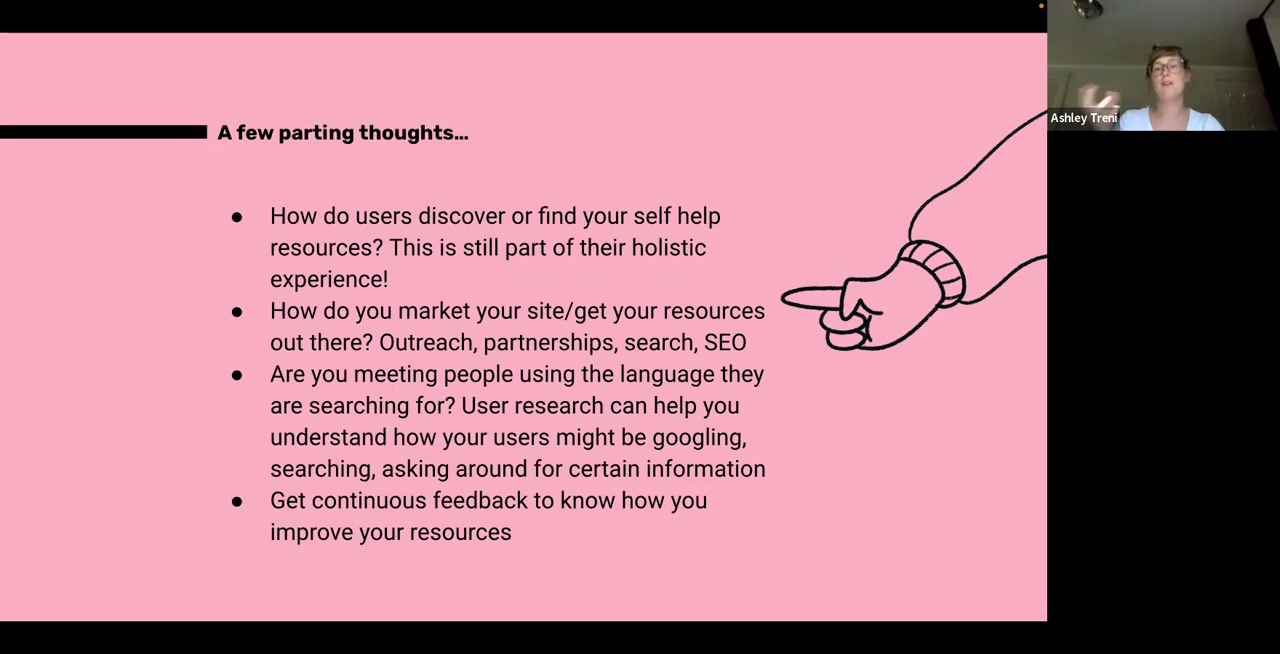 A few parting thoughts...
● How do users discover or find your self help
resources? This is still part of their holistic
experience!
● How do you market your site/get your resources
out there? Outreach, partnerships, search, SEO
● Are you meeting people using the language they
are searching for? User research can help you
understand how your users might be googling,
searching, asking around for certain information
● Get continuous feedback to know how you
improve your resources
Ashley Treni